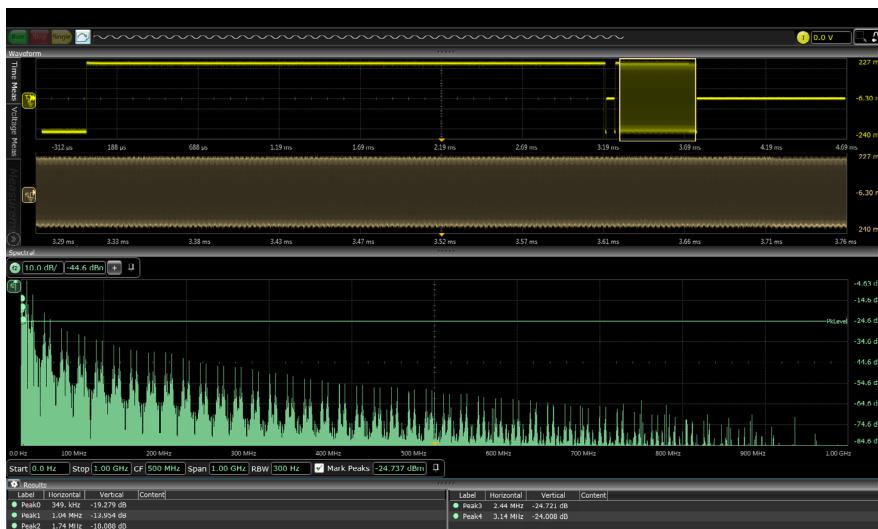 Run Stop Single 0.0 V
Waveform
Time Meas
Voltage Meas
Measurements
227 m
-6.30 m
-240 m
-312 µs 188 µs 688 µs 1.19 ms 1.69 ms 2.19 ms 2.69 ms 3.19 ms 3.69 ms 4.19 ms 4.69 ms
227 m
-6.30 m
240 m
3.29 ms 3.33 ms 3.38 ms 3.43 ms 3.47 ms 3.52 ms 3.57 ms 3.61 ms 3.66 ms 3.71 ms 3.76 ms
Spectral
10.0 dB/ -44.6 dBm +
-4.63 d
-14.6 d
PkLevel -24.6 d
-34.6 d
-44.6 d
-54.6 d
-64.6 d
-74.6 d
-84.6 d
0.0 Hz 100 MHz 200 MHz 300 MHz 400 MHz 500 MHz 600 MHz 700 MHz 800 MHz 900 MHz 1.00 GHz
Start 0.0 Hz Stop 1.00 GHz CF 500 MHz Span 1.00 GHz RBW 300 Hz Mark Peaks -24.737 dBm
Results
Label Horizontal Vertical Content Label Horizontal Vertical Content
Peak0 349. kHz -19.279 dB Peak3 2.44 MHz -24.721 dB
Peak1 1.04 MHz -13.954 dB Peak4 3.14 MHz -24.008 dB
Peak2 1.74 MHz -18.088 dB